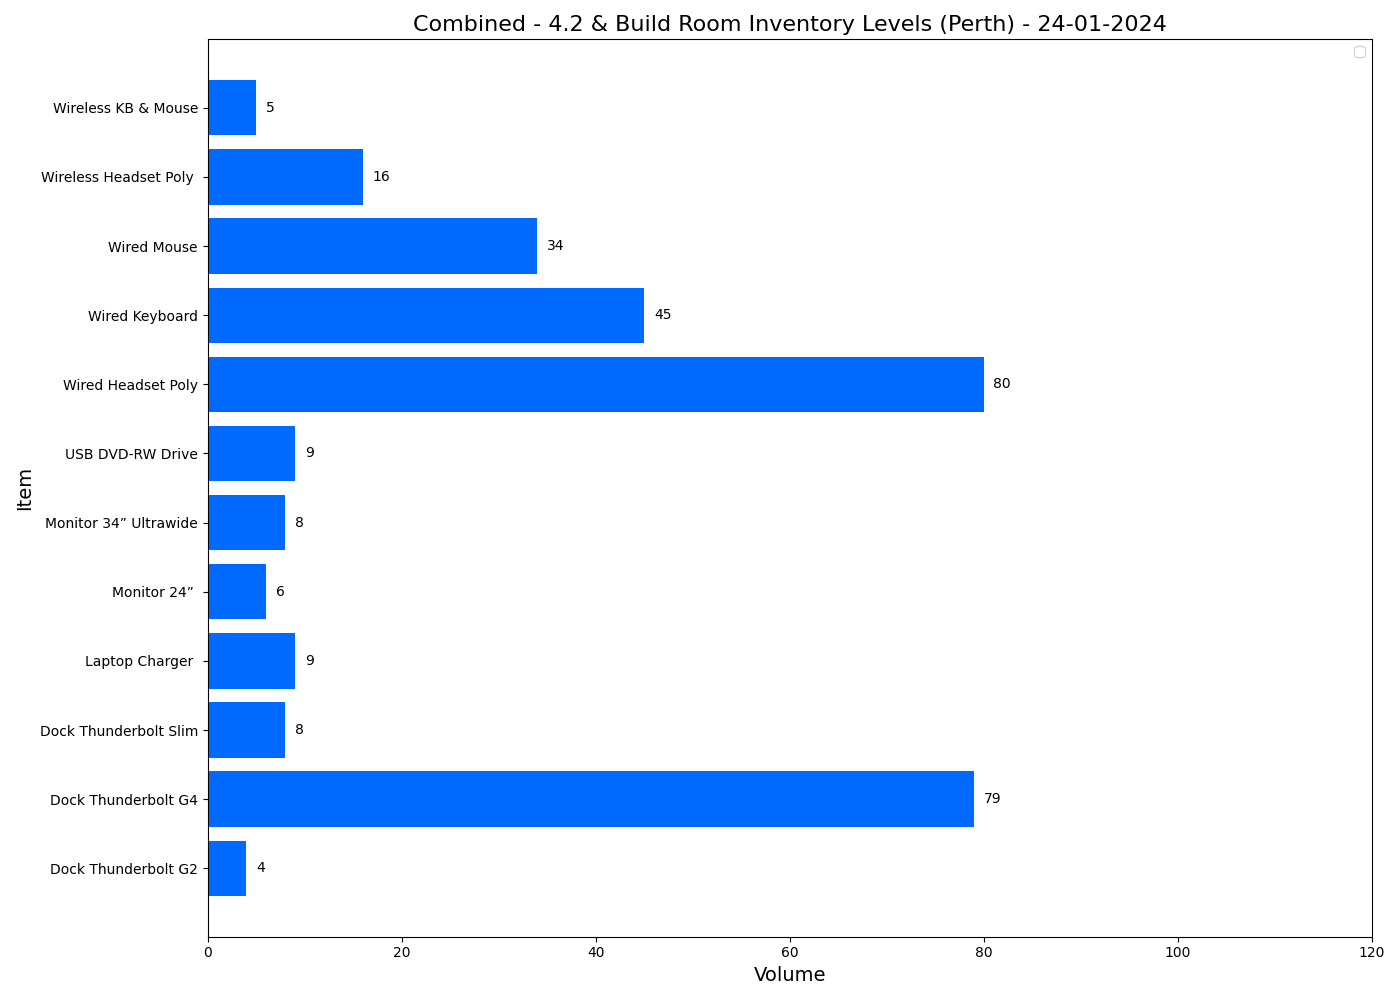 Combined - 4.2 & Build Room Inventory Levels (Perth) - 24-01-2024
Wireless KB & Mouse 5
Wireless Headset Poly 16
Wired Mouse 34
Wired Keyboard 45
Wired Headset Poly 80
USB DVD-RW Drive 9
Monitor 34” Ultrawide 8
Monitor 24” 6
Laptop Charger 9
Dock Thunderbolt Slim 8
Dock Thunderbolt G4 79
Dock Thunderbolt G2 4
Item
0 20 40 60 80 100 120
Volume